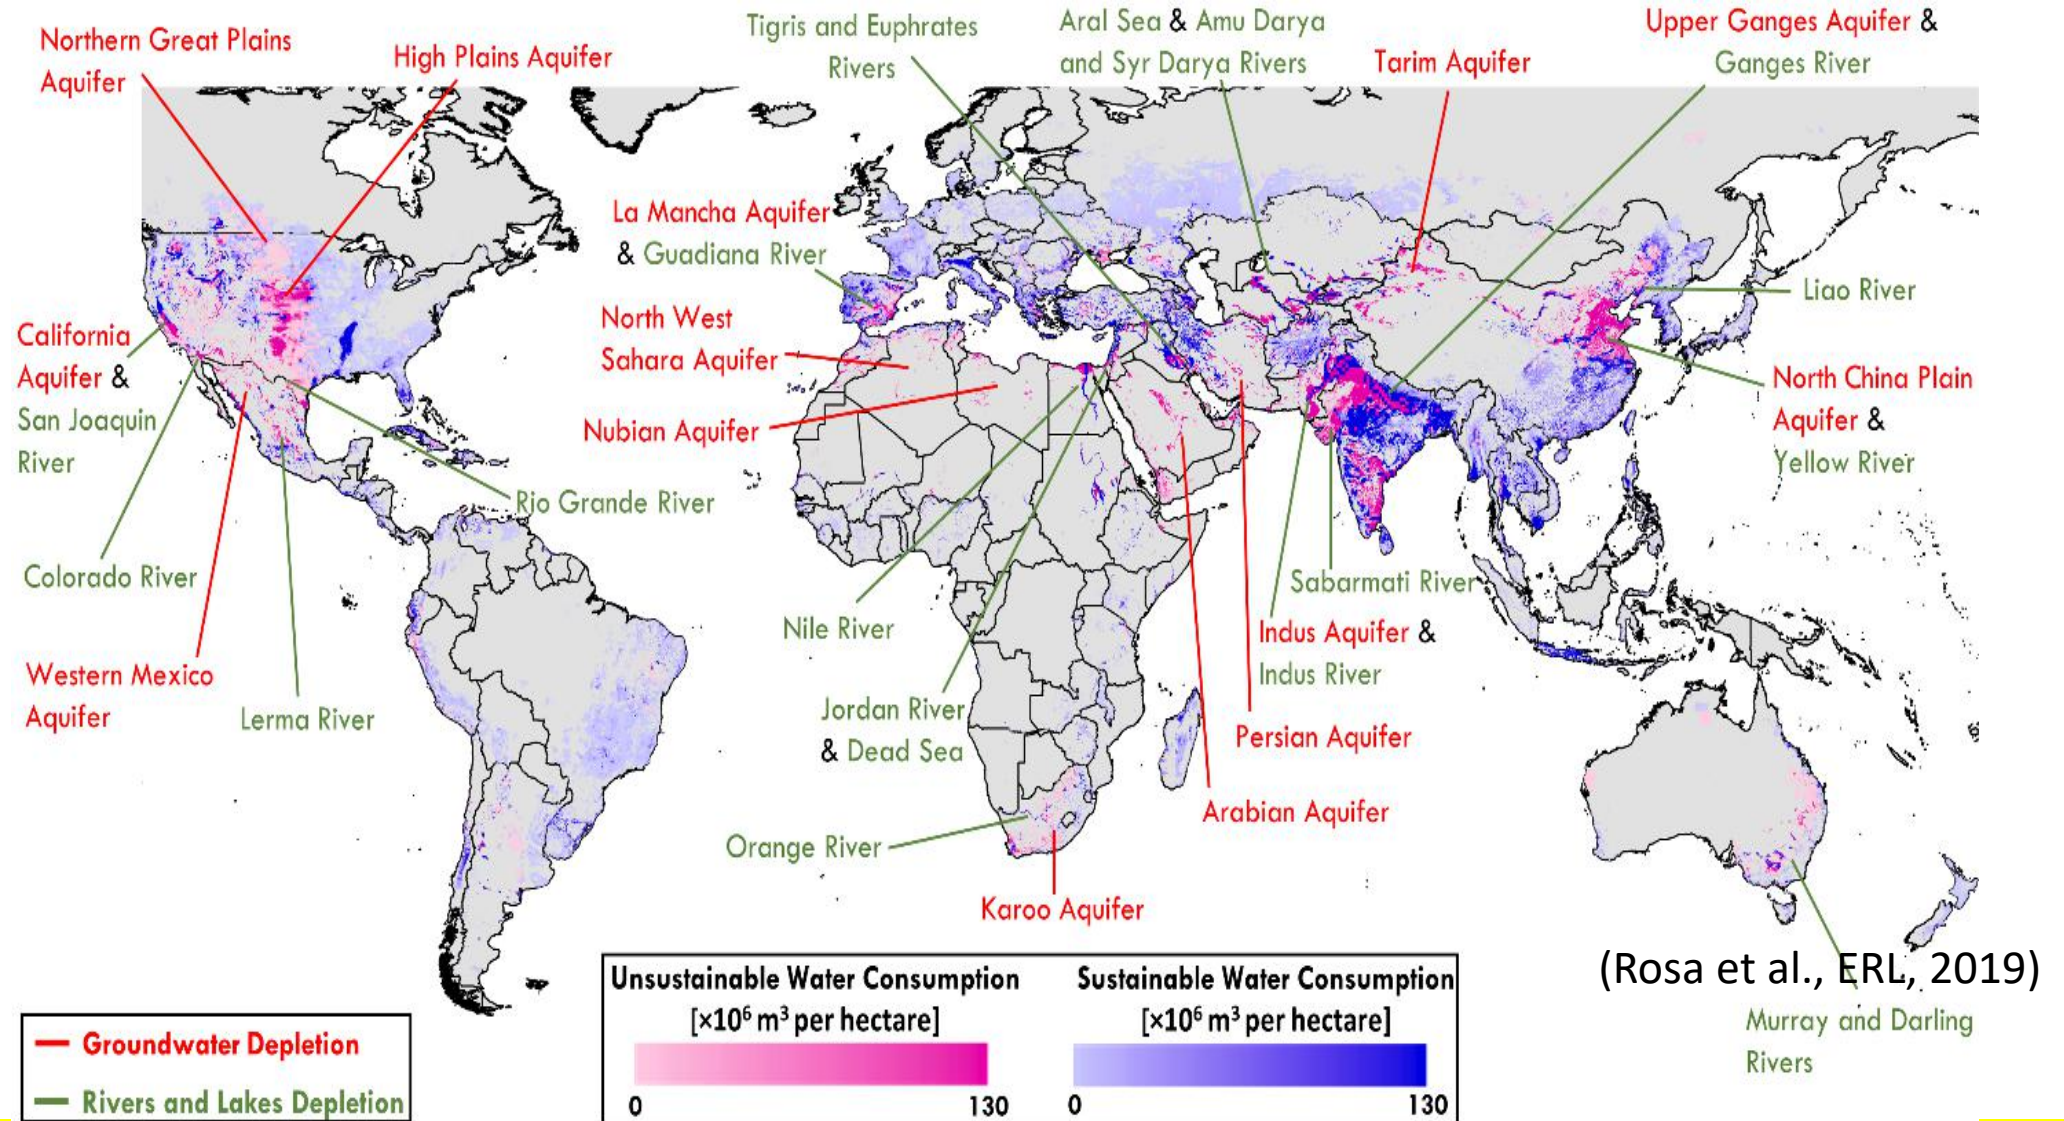 Northern Great Plains
Aquifer
High Plains Aquifer
Tigris and Euphrates
Rivers
Aral Sea & Amu Darya
and Syr Darya Rivers
Tarim Aquifer
Upper Ganges Aquifer &
Ganges River
La Mancha Aquifer
& Guadiana River
North West
Sahara Aquifer
Nubian Aquifer
California
Aquifer &
San Joaquin
River
Liao River
North China Plain
Aquifer &
Yellow River
Rio Grande River
Colorado River
Western Mexico
Aquifer
Lerma River
Nile River
Jordan River
& Dead Sea
Sabarmati River
Indus Aquifer &
Indus River
Persian Aquifer
Arabian Aquifer
Orange River
Karoo Aquifer
(Rosa et al., ERL, 2019)
Murray and Darling
Rivers
Groundwater Depletion
Rivers and Lakes Depletion
Unsustainable Water Consumption
[×10⁶ m³ per hectare]
0 130
Sustainable Water Consumption
[×10⁶ m³ per hectare]
0 130